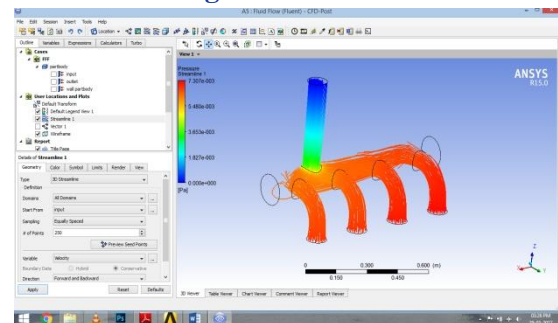 A5 : Fluid Flow (Fluent) - CFD-Post
File Edit Session Insert Tools Help
Location
Outline Variables Expressions Calculators Turbo
Cases
FFF
partbody
input
outlet
wall partbody
User Locations and Plots
Default Transform
Default Legend View 1
Streamline 1
Vector 1
Wireframe
Report
Title Page
Details of Streamline 1
Geometry Color Symbol Limits Render View
Type 3D Streamline
Definition
Domains All Domains
Start From input
Sampling Equally Spaced
# of Points 250
Preview Seed Points
Variable Velocity
Boundary Data Hybrid Conservative
Direction Forward and Backward
Apply Reset Defaults
View 1
Pressure
Streamline 1
7.307e-003
5.480e-003
3.653e-003
1.827e-003
0.000e+000
[Pa]
ANSYS
R15.0
0 0.300 0.600 (m)
0.150 0.450
3D Viewer Table Viewer Chart Viewer Comment Viewer Report Viewer